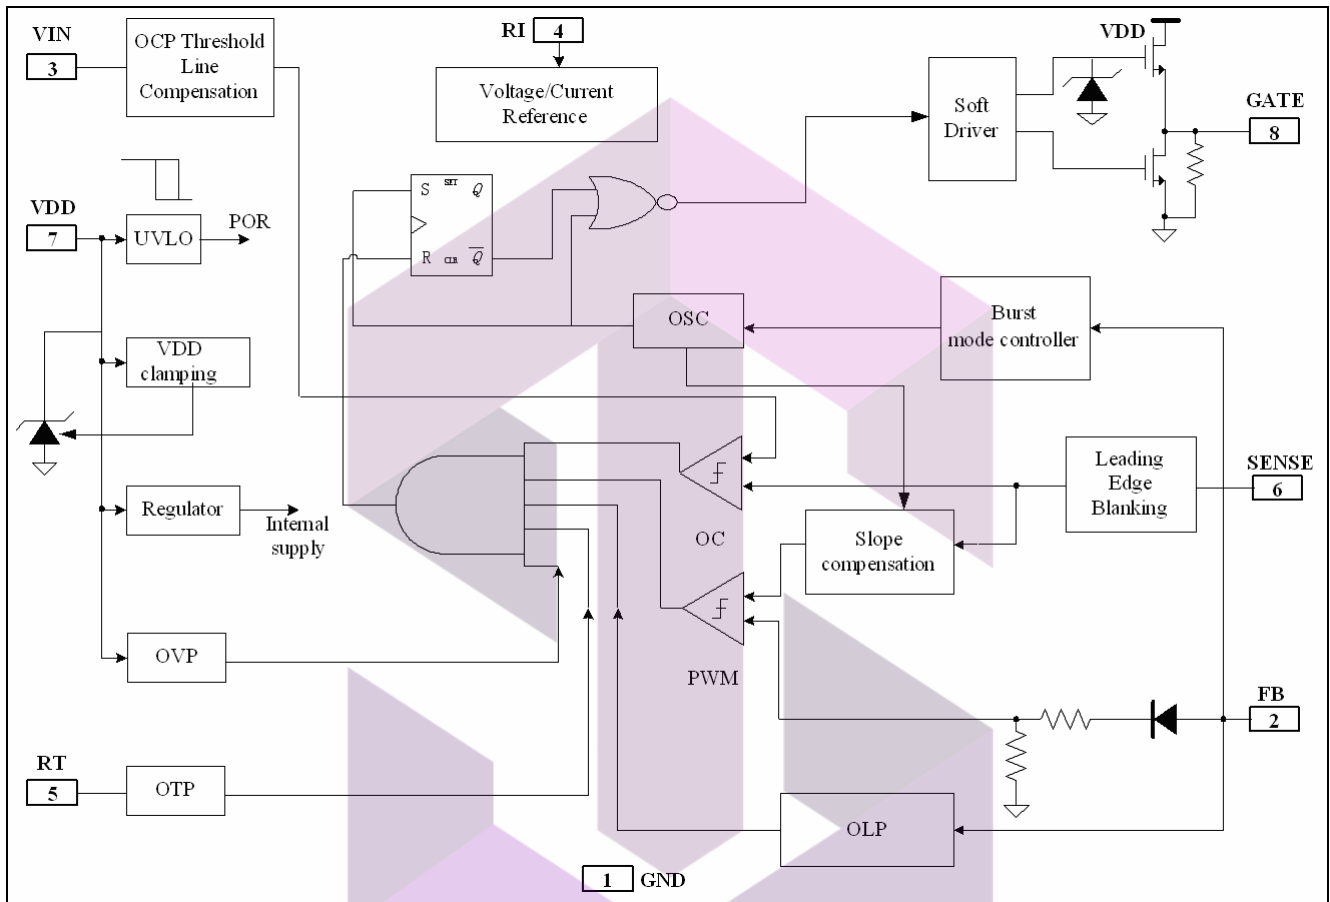 VIN
3
OCP Threshold
Line
Compensation
RI
4
Voltage/Current
Reference
VDD
Soft
Driver
GATE
8
VDD
7
UVLO
POR
S
SET
Q
R
CLR
Q
OSC
Burst
mode controller
VDD
clamping
Regulator
Internal
supply
OC
Slope
compensation
Leading
Edge
Blanking
SENSE
6
OVP
PWM
FB
2
RT
5
OTP
OLP
1
GND